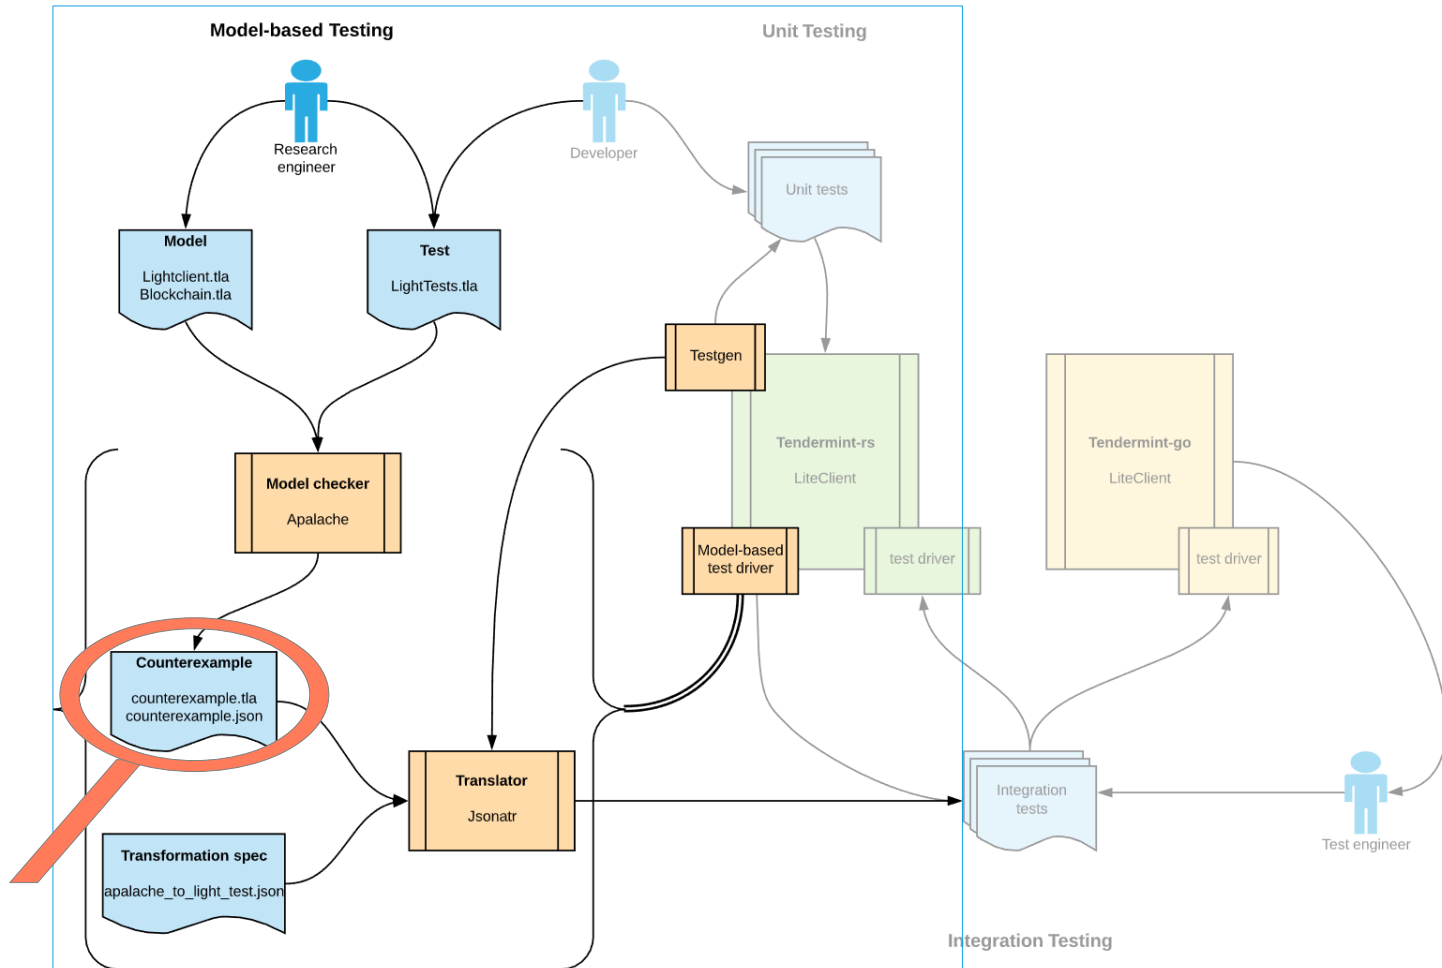 Model-based Testing
Unit Testing
Research
engineer
Developer
Unit tests
Model
Lightclient.tla
Blockchain.tla
Test
LightTests.tla
Testgen
Tendermint-rs
LiteClient
Tendermint-go
LiteClient
Model checker
Apalache
Model-based
test driver
test driver
test driver
Counterexample
counterexample.tla
counterexample.json
Translator
Jsonatr
Integration
tests
Test engineer
Transformation spec
apalache_to_light_test.json
Integration Testing